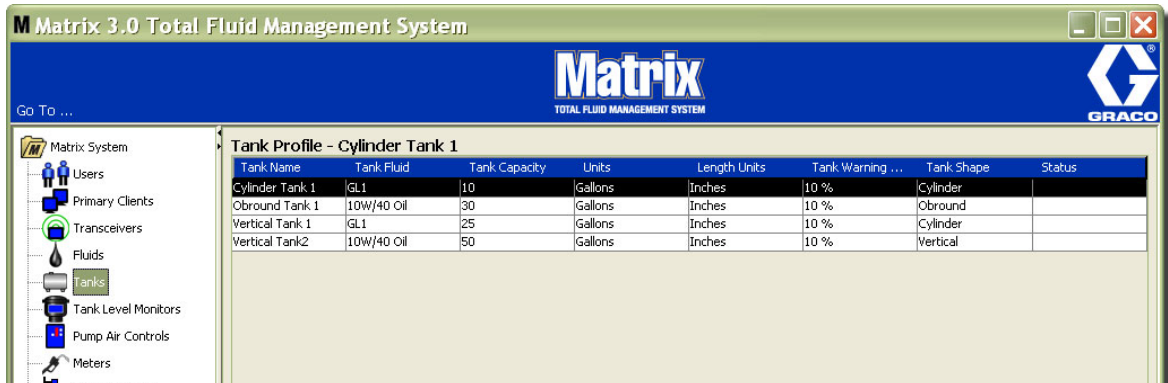 M Matrix 3.0 Total Fluid Management System
Matrix
TOTAL FLUID MANAGEMENT SYSTEM
®
GRACO
Go To ...
Matrix System
Users
Primary Clients
Transceivers
Fluids
Tanks
Tank Level Monitors
Pump Air Controls
Meters
Tank Profile - Cylinder Tank 1
Tank Name Tank Fluid Tank Capacity Units Length Units Tank Warning ... Tank Shape Status
Cylinder Tank 1 GL1 10 Gallons Inches 10 % Cylinder
Obround Tank 1 10W/40 Oil 30 Gallons Inches 10 % Obround
Vertical Tank 1 GL1 25 Gallons Inches 10 % Cylinder
Vertical Tank2 10W/40 Oil 50 Gallons Inches 10 % Vertical